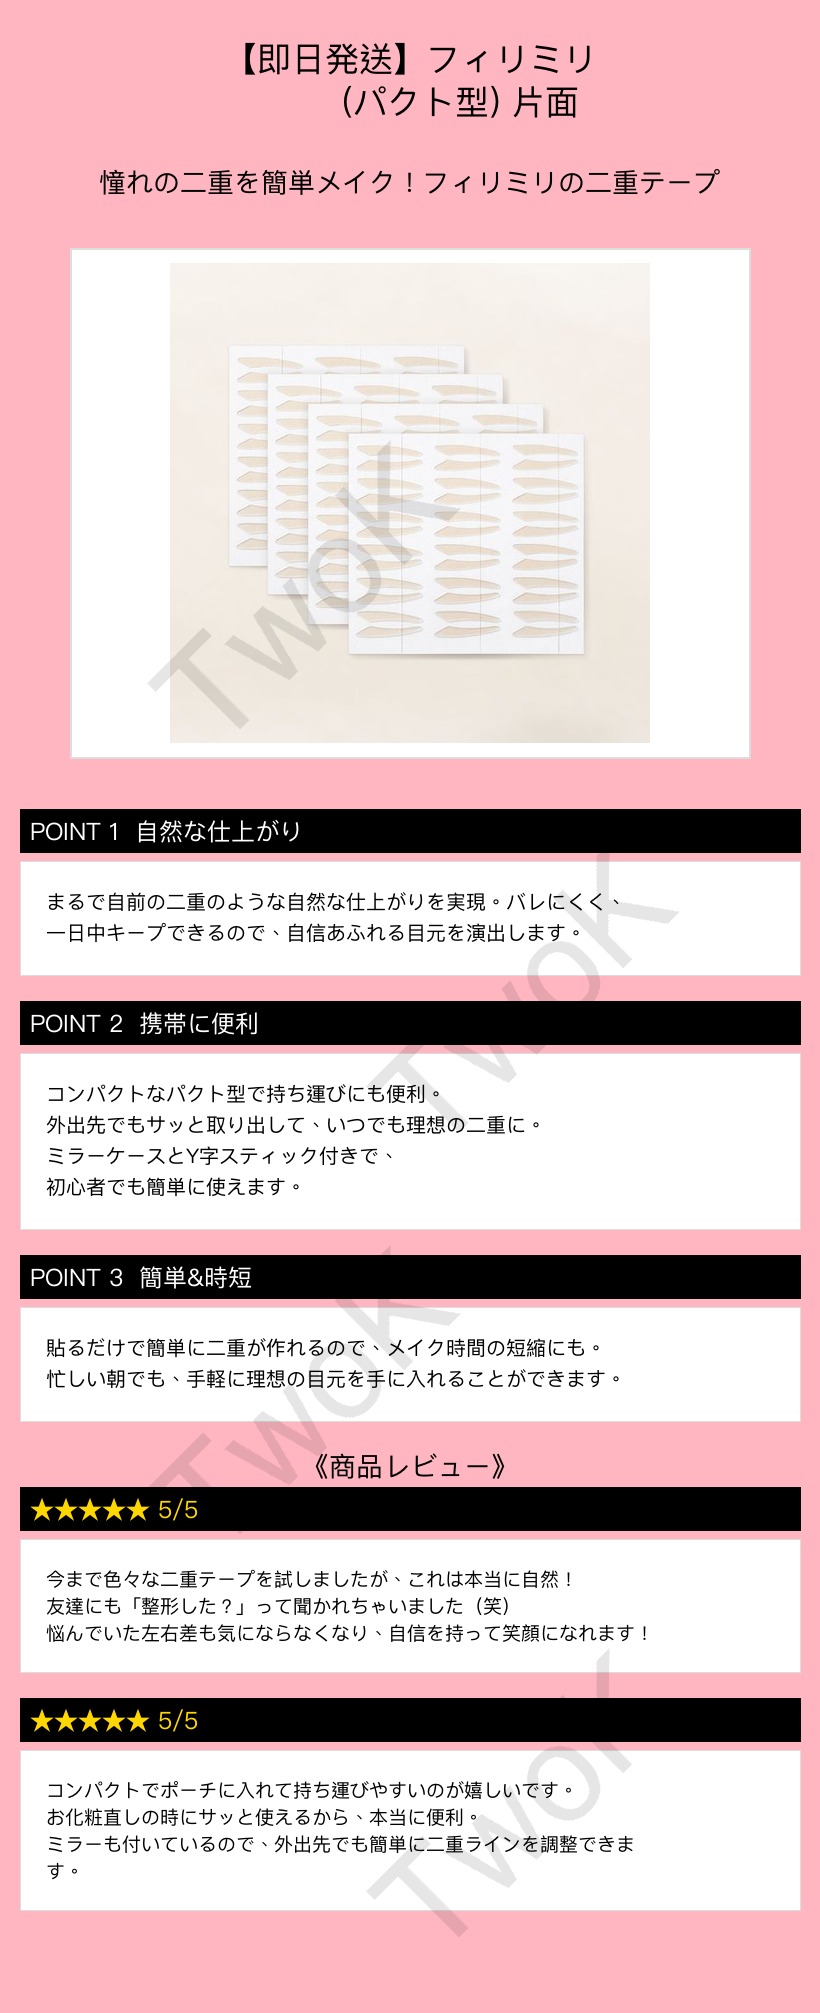 【即日発送】フィリミリ
(パクト型) 片面
憧れの二重を簡単メイク！フィリミリの二重テープ
TwoK
POINT 1 自然な仕上がり
まるで自前の二重のような自然な仕上がりを実現。バレにくく、
一日中キープできるので、自信あふれる目元を演出します。
TwoK
POINT 2 携帯に便利
コンパクトなパクト型で持ち運びにも便利。
外出先でもサッと取り出して、いつでも理想の二重に。
ミラーケースとY字スティック付きで、
初心者でも簡単に使えます。
POINT 3 簡単&時短
貼るだけで簡単に二重が作れるので、メイク時間の短縮にも。
忙しい朝でも、手軽に理想の目元を手に入れることができます。
TwoK
《商品レビュー》
★★★★★ 5/5
今まで色々な二重テープを試しましたが、これは本当に自然！
友達にも「整形した？」って聞かれちゃいました（笑）
悩んでいた左右差も気にならなくなり、自信を持って笑顔になれます！
★★★★★ 5/5
コンパクトでポーチに入れて持ち運びやすいのが嬉しいです。
お化粧直しの時にサッと使えるから、本当に便利。
ミラーも付いているので、外出先でも簡単に二重ラインを調整できま
す。
TwoK